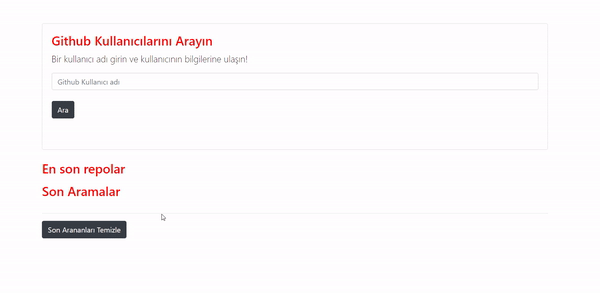 Github Kullanıcılarını Arayın
Bir kullanıcı adı girin ve kullanıcının bilgilerine ulaşın!
Github Kullanıcı adı
Ara
En son repolar
Son Aramalar
Son Arananları Temizle